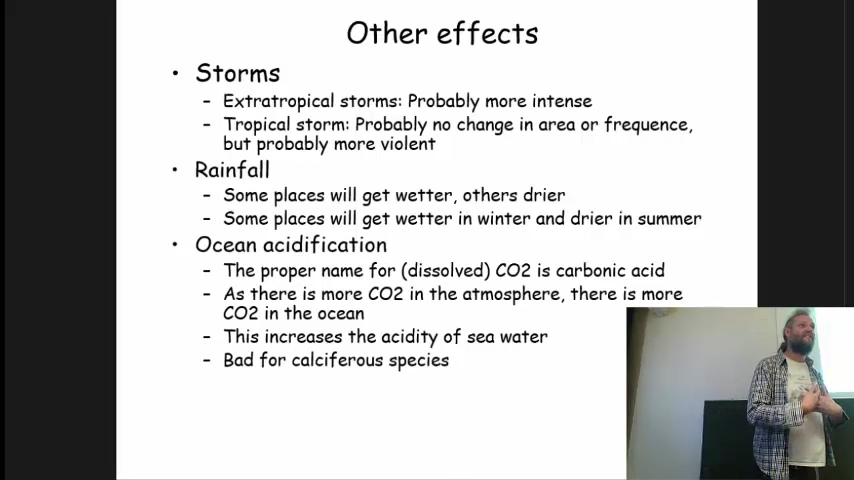 Other effects
• Storms
– Extratropical storms: Probably more intense
– Tropical storm: Probably no change in area or frequence,
but probably more violent
• Rainfall
– Some places will get wetter, others drier
– Some places will get wetter in winter and drier in summer
• Ocean acidification
– The proper name for (dissolved) CO2 is carbonic acid
– As there is more CO2 in the atmosphere, there is more
CO2 in the ocean
– This increases the acidity of sea water
– Bad for calciferous species